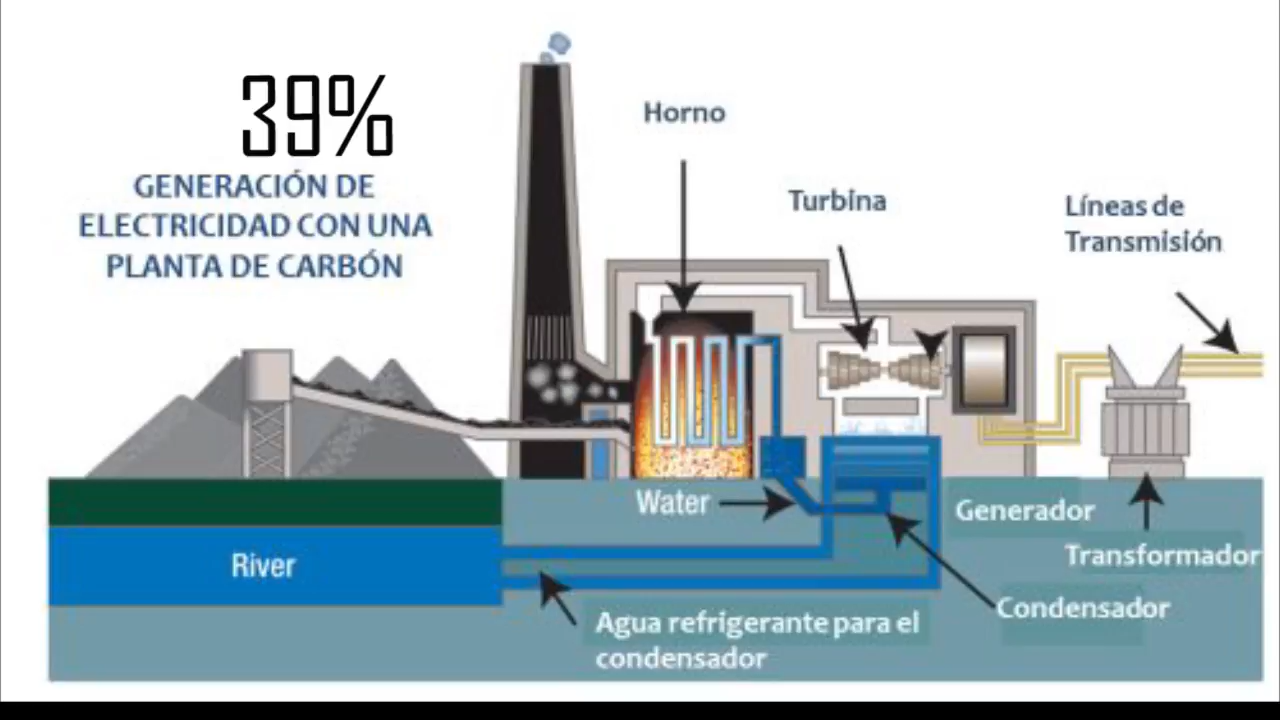 39%
GENERACIÓN DE
ELECTRICIDAD CON UNA
PLANTA DE CARBÓN
Horno
Turbina
Líneas de
Transmisión
Water
River
Generador
Transformador
Condensador
Agua refrigerante para el
condensador